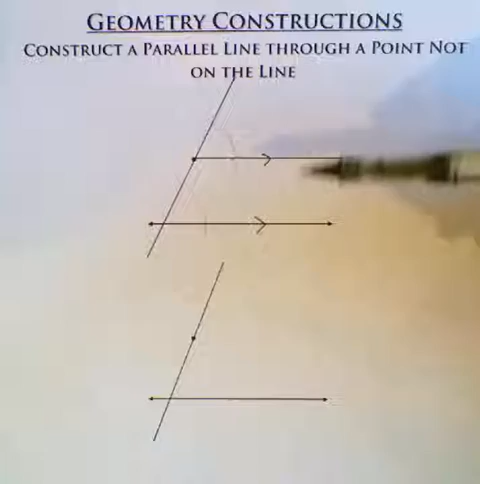 GEOMETRY CONSTRUCTIONS
CONSTRUCT A PARALLEL LINE THROUGH A POINT NOT
ON THE LINE